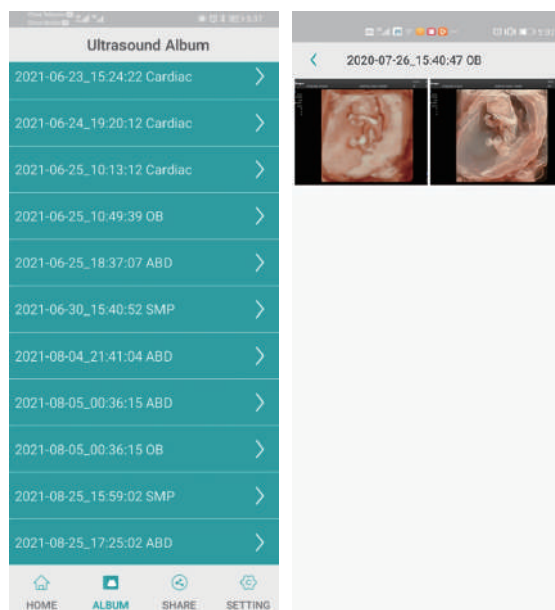 Ultrasound Album
2021-06-23_15:24:22 Cardiac
2021-06-24_19:20:12 Cardiac
2021-06-25_10:13:12 Cardiac
2021-06-25_10:49:39 OB
2021-06-25_18:37:07 ABD
2021-06-30_15:40:52 SMP
2021-08-04_21:41:04 ABD
2021-08-05_00:36:15 ABD
2021-08-05_00:36:15 OB
2021-08-25_15:59:02 SMP
2021-08-25_17:25:02 ABD
HOME ALBUM SHARE SETTING
2020-07-26_15:40:47 OB